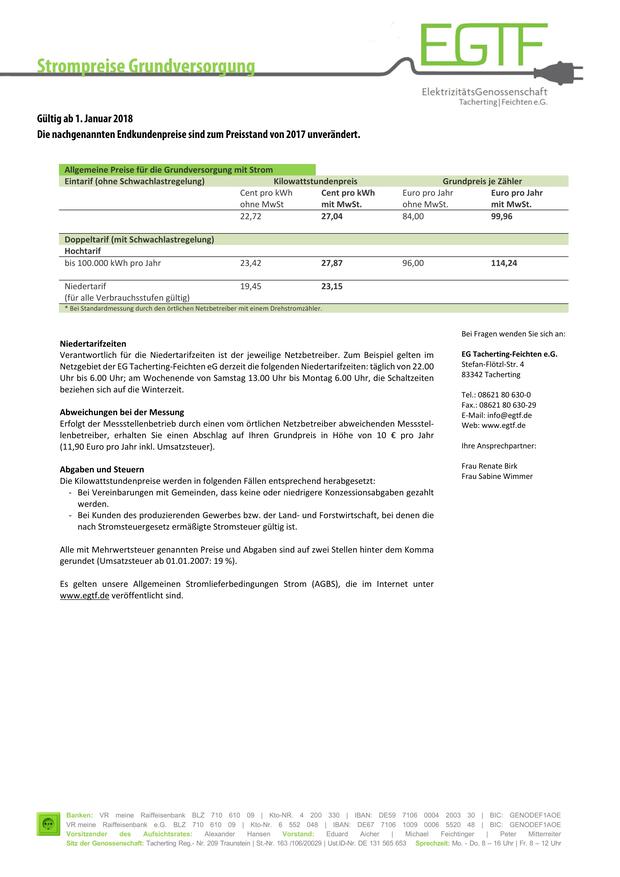 EGTF
Strompreise Grundversorgung
ElektrizitätsGenossenschaft
Tacherting|Feichten e.G.
Gültig ab 1. Januar 2018
Die nachgenannten Endkundenpreise sind zum Preisstand von 2017 unverändert.
Allgemeine Preise für die Grundversorgung mit Strom
Eintarif (ohne Schwachlastregelung) Kilowattstundenpreis Grundpreis je Zähler
Cent pro kWh Cent pro kWh Euro pro Jahr Euro pro Jahr
ohne MwSt mit MwSt. ohne MwSt. mit MwSt.
22,72 27,04 84,00 99,96
Doppeltarif (mit Schwachlastregelung)
Hochtarif
bis 100.000 kWh pro Jahr 23,42 27,87 96,00 114,24
Niedertarif 19,45 23,15
(für alle Verbrauchsstufen gültig)
* Bei Standardmessung durch den örtlichen Netzbetreiber mit einem Drehstromzähler.
Niedertarifzeiten
Verantwortlich für die Niedertarifzeiten ist der jeweilige Netzbetreiber. Zum Beispiel gelten im
Netzgebiet der EG Tacherting-Feichten eG derzeit die folgenden Niedertarifzeiten: täglich von 22.00
Uhr bis 6.00 Uhr; am Wochenende von Samstag 13.00 Uhr bis Montag 6.00 Uhr, die Schaltzeiten
beziehen sich auf die Winterzeit.
Abweichungen bei der Messung
Erfolgt der Messstellenbetrieb durch einen vom örtlichen Netzbetreiber abweichenden Messstel-
lenbetreiber, erhalten Sie einen Abschlag auf Ihren Grundpreis in Höhe von 10 € pro Jahr
(11,90 Euro pro Jahr inkl. Umsatzsteuer).
Abgaben und Steuern
Die Kilowattstundenpreise werden in folgenden Fällen entsprechend herabgesetzt:
- Bei Vereinbarungen mit Gemeinden, dass keine oder niedrigere Konzessionsabgaben gezahlt
werden.
- Bei Kunden des produzierenden Gewerbes bzw. der Land- und Forstwirtschaft, bei denen die
nach Stromsteuergesetz ermäßigte Stromsteuer gültig ist.
Alle mit Mehrwertsteuer genannten Preise und Abgaben sind auf zwei Stellen hinter dem Komma
gerundet (Umsatzsteuer ab 01.01.2007: 19 %).
Es gelten unsere Allgemeinen Stromlieferbedingungen Strom (AGBS), die im Internet unter
www.egtf.de veröffentlicht sind.
Bei Fragen wenden Sie sich an:
EG Tacherting-Feichten e.G.
Stefan-Flötzl-Str. 4
83342 Tacherting
Tel.: 08621 80 630-0
Fax.: 08621 80 630-29
E-Mail: info@egtf.de
Web: www.egtf.de
Ihre Ansprechpartner:
Frau Renate Birk
Frau Sabine Wimmer
Banken: VR meine Raiffeisenbank BLZ 710 610 09 | Kto-NR. 4 200 330 | IBAN: DE59 7106 0004 2003 30 | BIC: GENODEF1AOE
VR meine Raiffeisenbank e.G. BLZ 710 610 09 | Kto-Nr. 6 552 048 | IBAN: DE67 7106 1009 0006 5520 48 | BIC: GENODEF1AOE
Vorsitzender des Aufsichtsrates: Alexander Hansen Vorstand: Eduard Aicher | Michael Feichtinger | Peter Mitterreiter
Sitz der Genossenschaft: Tacherting Reg.- Nr. 209 Traunstein | St.-Nr. 163 /106/20029 | Ust.ID-Nr. DE 131 565 653 Sprechzeit: Mo. - Do. 8 – 16 Uhr | Fr. 8 – 12 Uhr